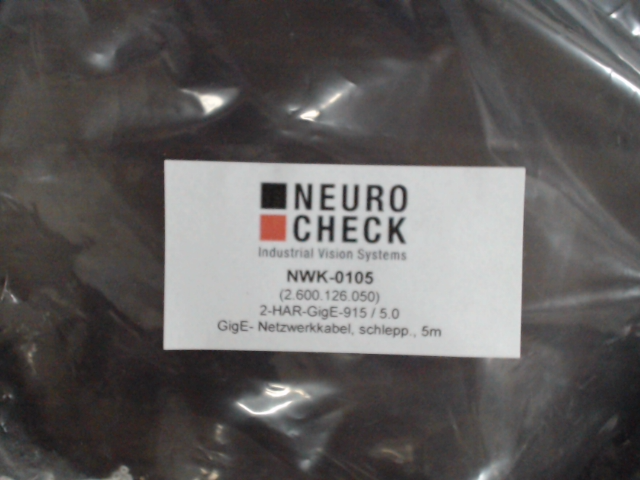 NEURO
CHECK
Industrial Vision Systems
NWK-0105
(2.600.126.050)
2-HAR-GigE-915 / 5.0
GigE- Netzwerkkabel, schlepp., 5m